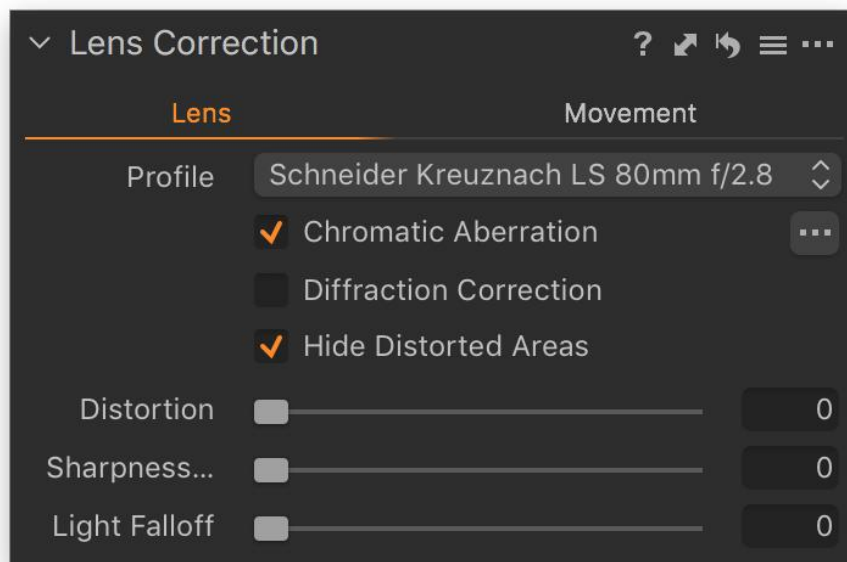 Lens Correction ?
Lens Movement
Profile Schneider Kreuznach LS 80mm f/2.8
Chromatic Aberration
Diffraction Correction
Hide Distorted Areas
Distortion 0
Sharpness... 0
Light Falloff 0